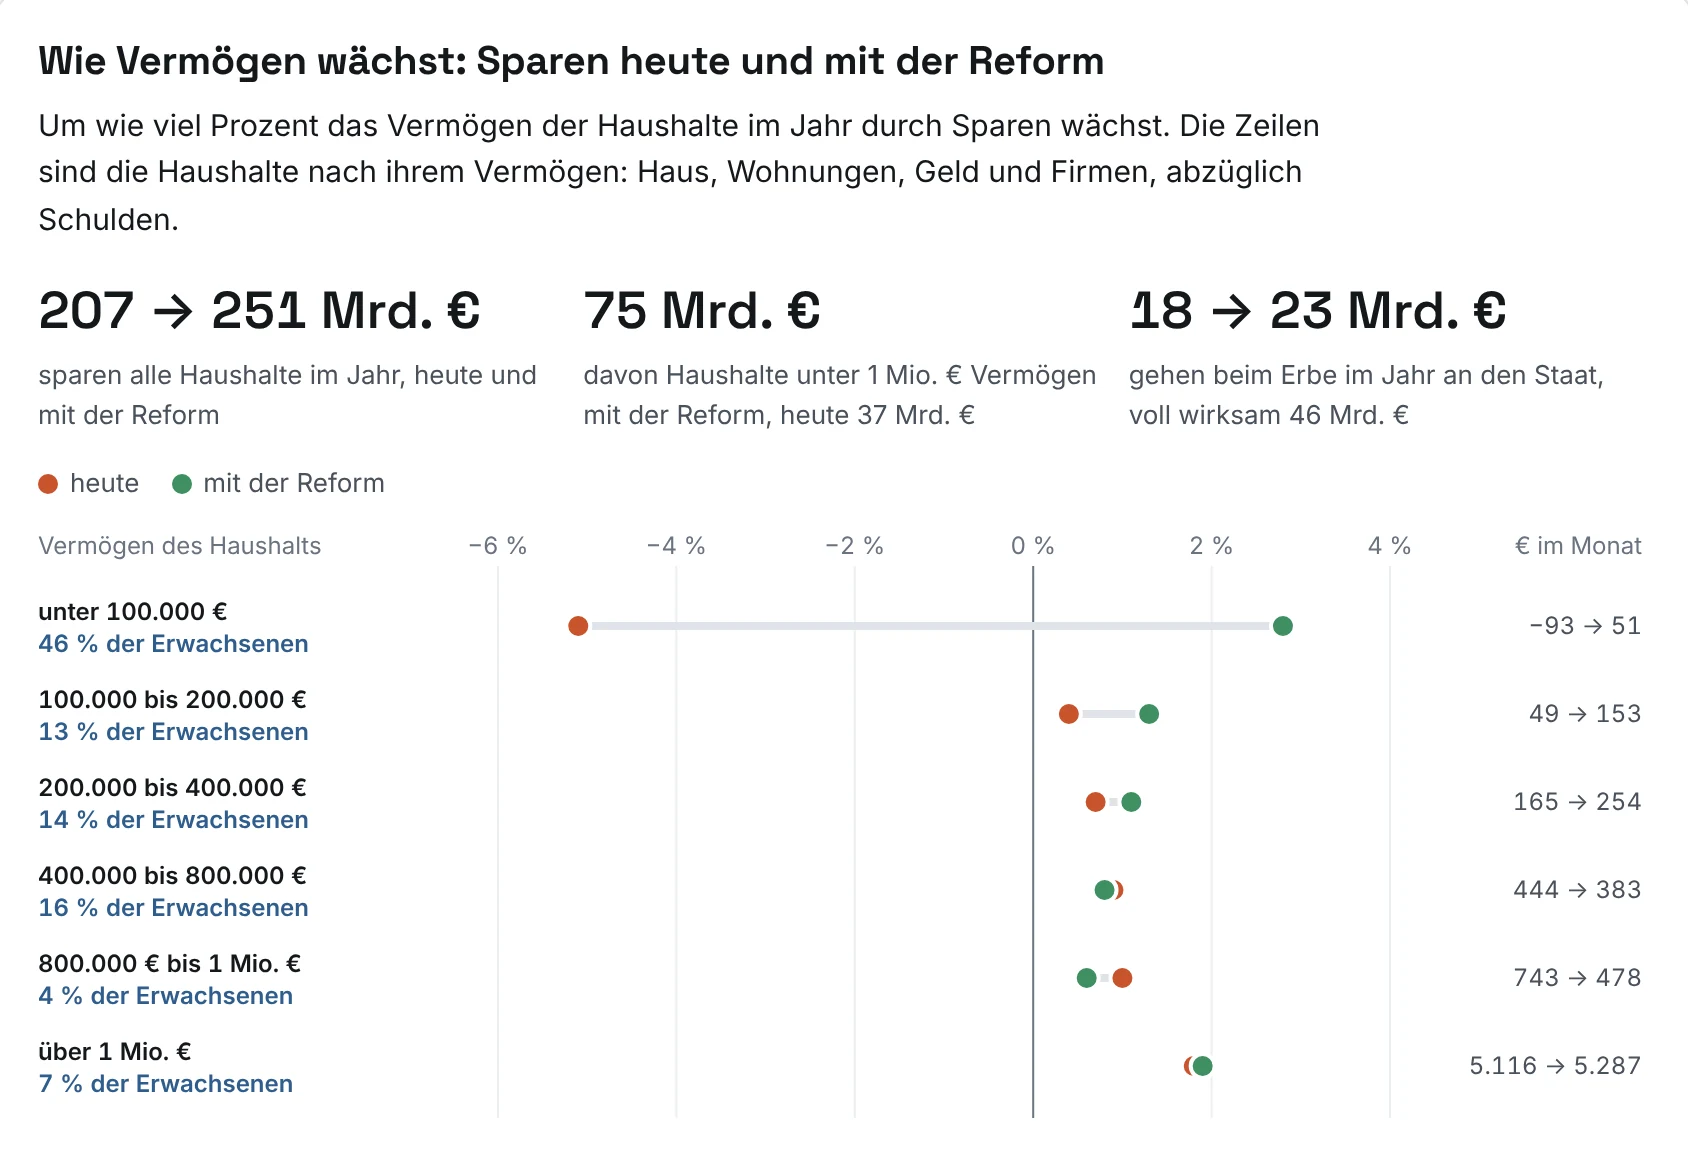 Wie Vermögen wächst: Sparen heute und mit der Reform
Um wie viel Prozent das Vermögen der Haushalte im Jahr durch Sparen wächst. Die Zeilen
sind die Haushalte nach ihrem Vermögen: Haus, Wohnungen, Geld und Firmen, abzüglich
Schulden.
207 → 251 Mrd. €
sparen alle Haushalte im Jahr, heute und
mit der Reform
75 Mrd. €
davon Haushalte unter 1 Mio. € Vermögen
mit der Reform, heute 37 Mrd. €
18 → 23 Mrd. €
gehen beim Erbe im Jahr an den Staat,
voll wirksam 46 Mrd. €
heute mit der Reform
Vermögen des Haushalts −6 % −4 % −2 % 0 % 2 % 4 % € im Monat
unter 100.000 €
46 % der Erwachsenen
−93 → 51
100.000 bis 200.000 €
13 % der Erwachsenen
49 → 153
200.000 bis 400.000 €
14 % der Erwachsenen
165 → 254
400.000 bis 800.000 €
16 % der Erwachsenen
444 → 383
800.000 € bis 1 Mio. €
4 % der Erwachsenen
743 → 478
über 1 Mio. €
7 % der Erwachsenen
5.116 → 5.287